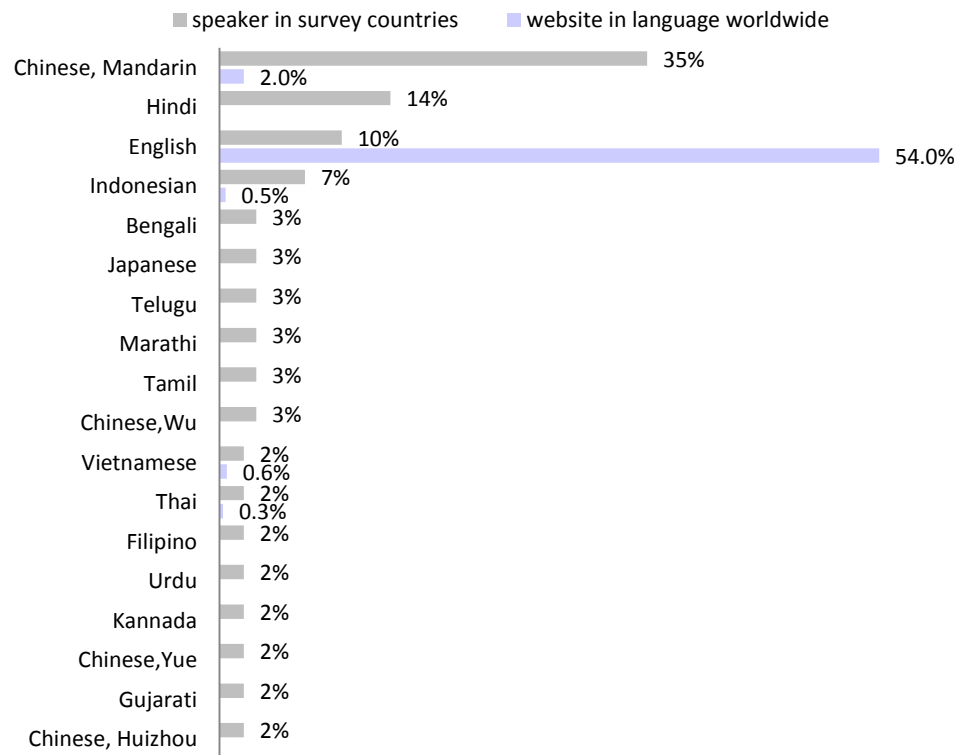 speaker in survey countries website in language worldwide
Chinese, Mandarin 35%
2.0%
Hindi 14%
English 10%
54.0%
Indonesian 7%
0.5%
Bengali 3%
Japanese 3%
Telugu 3%
Marathi 3%
Tamil 3%
Chinese,Wu 3%
Vietnamese 2%
0.6%
Thai 2%
0.3%
Filipino 2%
Urdu 2%
Kannada 2%
Chinese,Yue 2%
Gujarati 2%
Chinese, Huizhou 2%